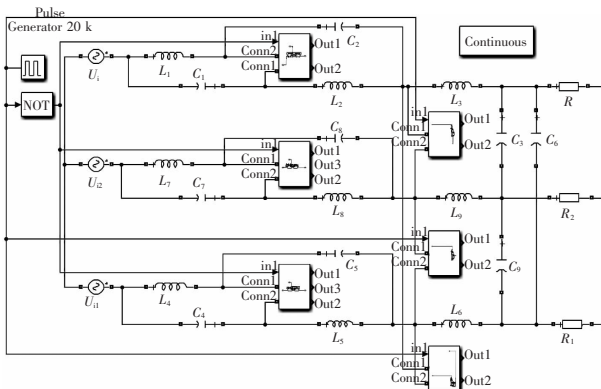 Pulse
Generator 20 k
Continuous
NOT
U_i
L_1
C_1
in1
Conn1
Conn2
Out1
Out2
C_2
L_2
L_3
R
in1
Conn1
Conn2
Out1
Out2
C_3
C_6
U_i2
L_7
C_7
in1
Conn1
Conn2
Out1
Out3
Out2
C_8
L_8
L_9
R_2
in1
Conn1
Conn2
Out1
Out2
C_9
U_i1
L_4
C_4
in1
Conn1
Conn2
Out1
Out3
Out2
C_5
L_5
L_6
R_1
in1
Conn1
Conn2
Out1
Out2